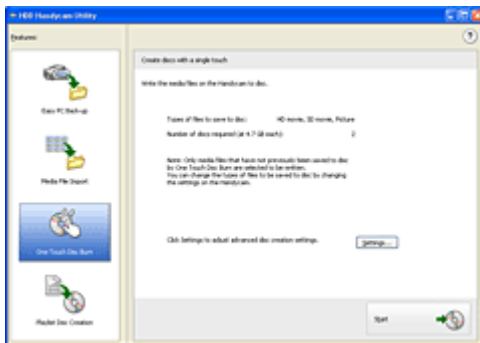 HDD Handycam Utility
Features:
?
Easy PC Back-up
Media File Import
One Touch Disc Burn
Playlist Disc Creation
Create discs with a single touch
Write the media files on the Handycam to disc.
Types of files to save to disc: HD movie, SD movie, Picture
Number of discs required (at 4.7 GB each): 2
Note: Only media files that have not previously been saved to disc
by One Touch Disc Burn are selected to be written.
You can change the types of files to be saved to disc by changing
the settings on the Handycam.
Click Settings to adjust advanced disc creation settings. Settings...
Start